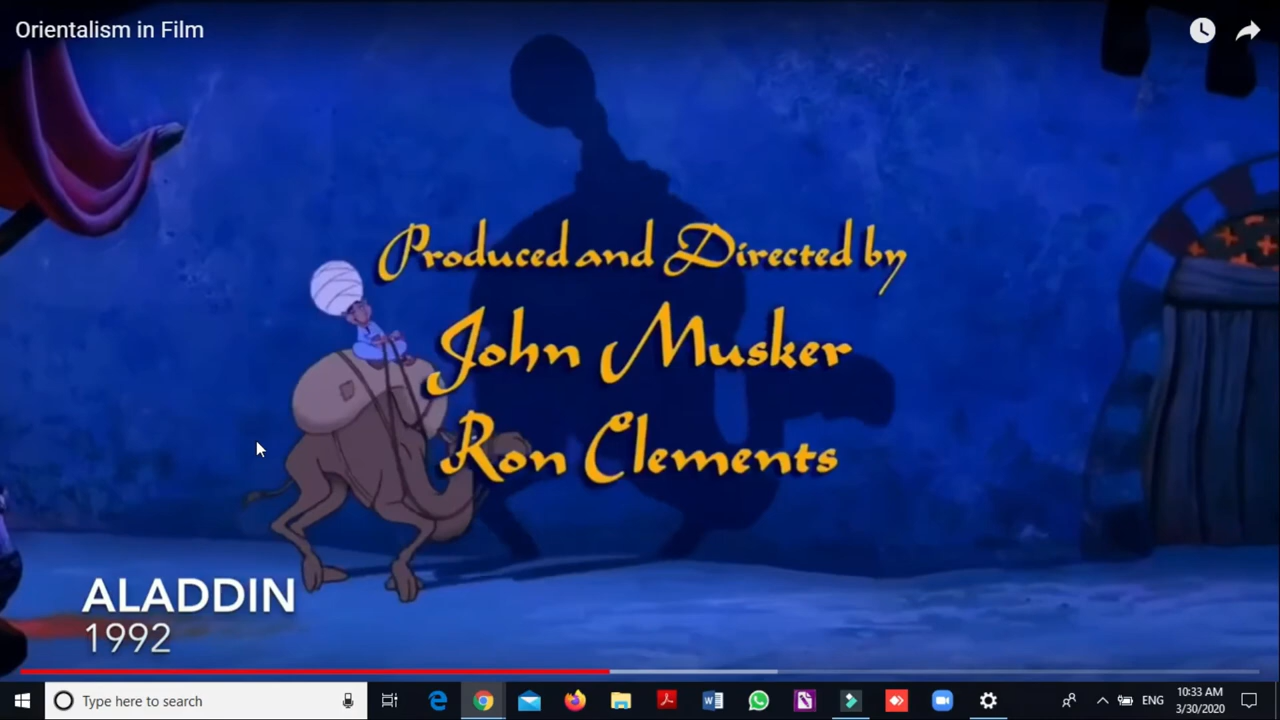 Orientalism in Film
Produced and Directed by
John Musker
Ron Clements
ALADDIN
1992
Type here to search
ENG
10:33 AM
3/30/2020